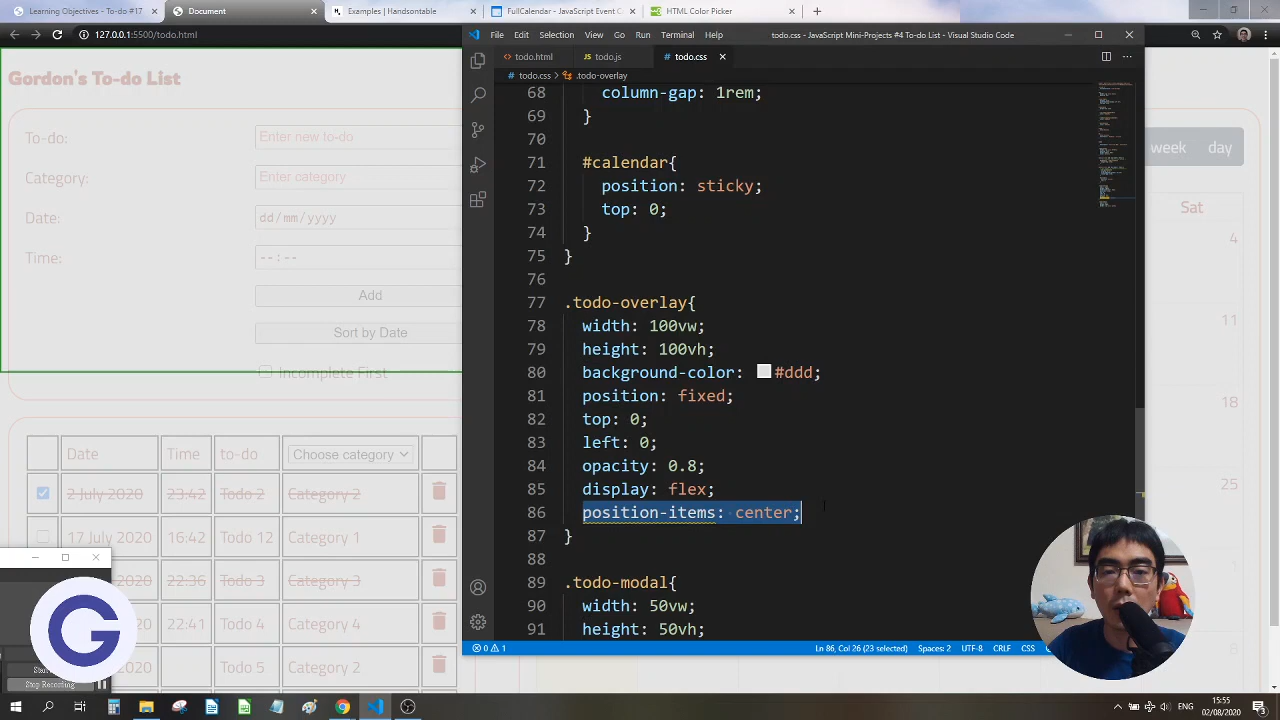 Learning Objectives - To-do #17
Document
Examples | Handsontable
FullCalendar - JavaScript Event C
HTML Color Picker
127.0.0.1:5500/todo.html
File Edit Selection View Go Run Terminal Help
todo.css - JavaScript Mini-Projects #4 To-do List - Visual Studio Code
todo.html
todo.js
todo.css
todo.css > .todo-overlay
Gordon's To-do List
To-do:
Enter new to-do
Category:
Enter category
Date:
dd/mm/yyyy
Time:
--:--
Add
Sort by Date
Incomplete First
Date Time to-do Choose category
2 July 2020 23:42 Todo 2 Category 2
17 July 2020 16:42 Todo 12 Category 2
22:36 Todo 3 Category 3
22:41 Todo 4 Category 4
todo 5 Category 5
68 column-gap: 1rem;
69 }
70
71 #calendar{
72 position: sticky;
73 top: 0;
74 }
75 }
76
77 .todo-overlay{
78 width: 100vw;
79 height: 100vh;
80 background-color: #ddd;
81 position: fixed;
82 top: 0;
83 left: 0;
84 opacity: 0.8;
85 display: flex;
86 position-items: center;
87 }
88
89 .todo-modal{
90 width: 50vw;
91 height: 50vh;
week day
Sat
4
11
18
25
1
8
0 1
Ln 86, Col 26 (23 selected) Spaces: 2 UTF-8 CRLF CSS
G
Stop Recording
ENG
15:55
02/08/2020